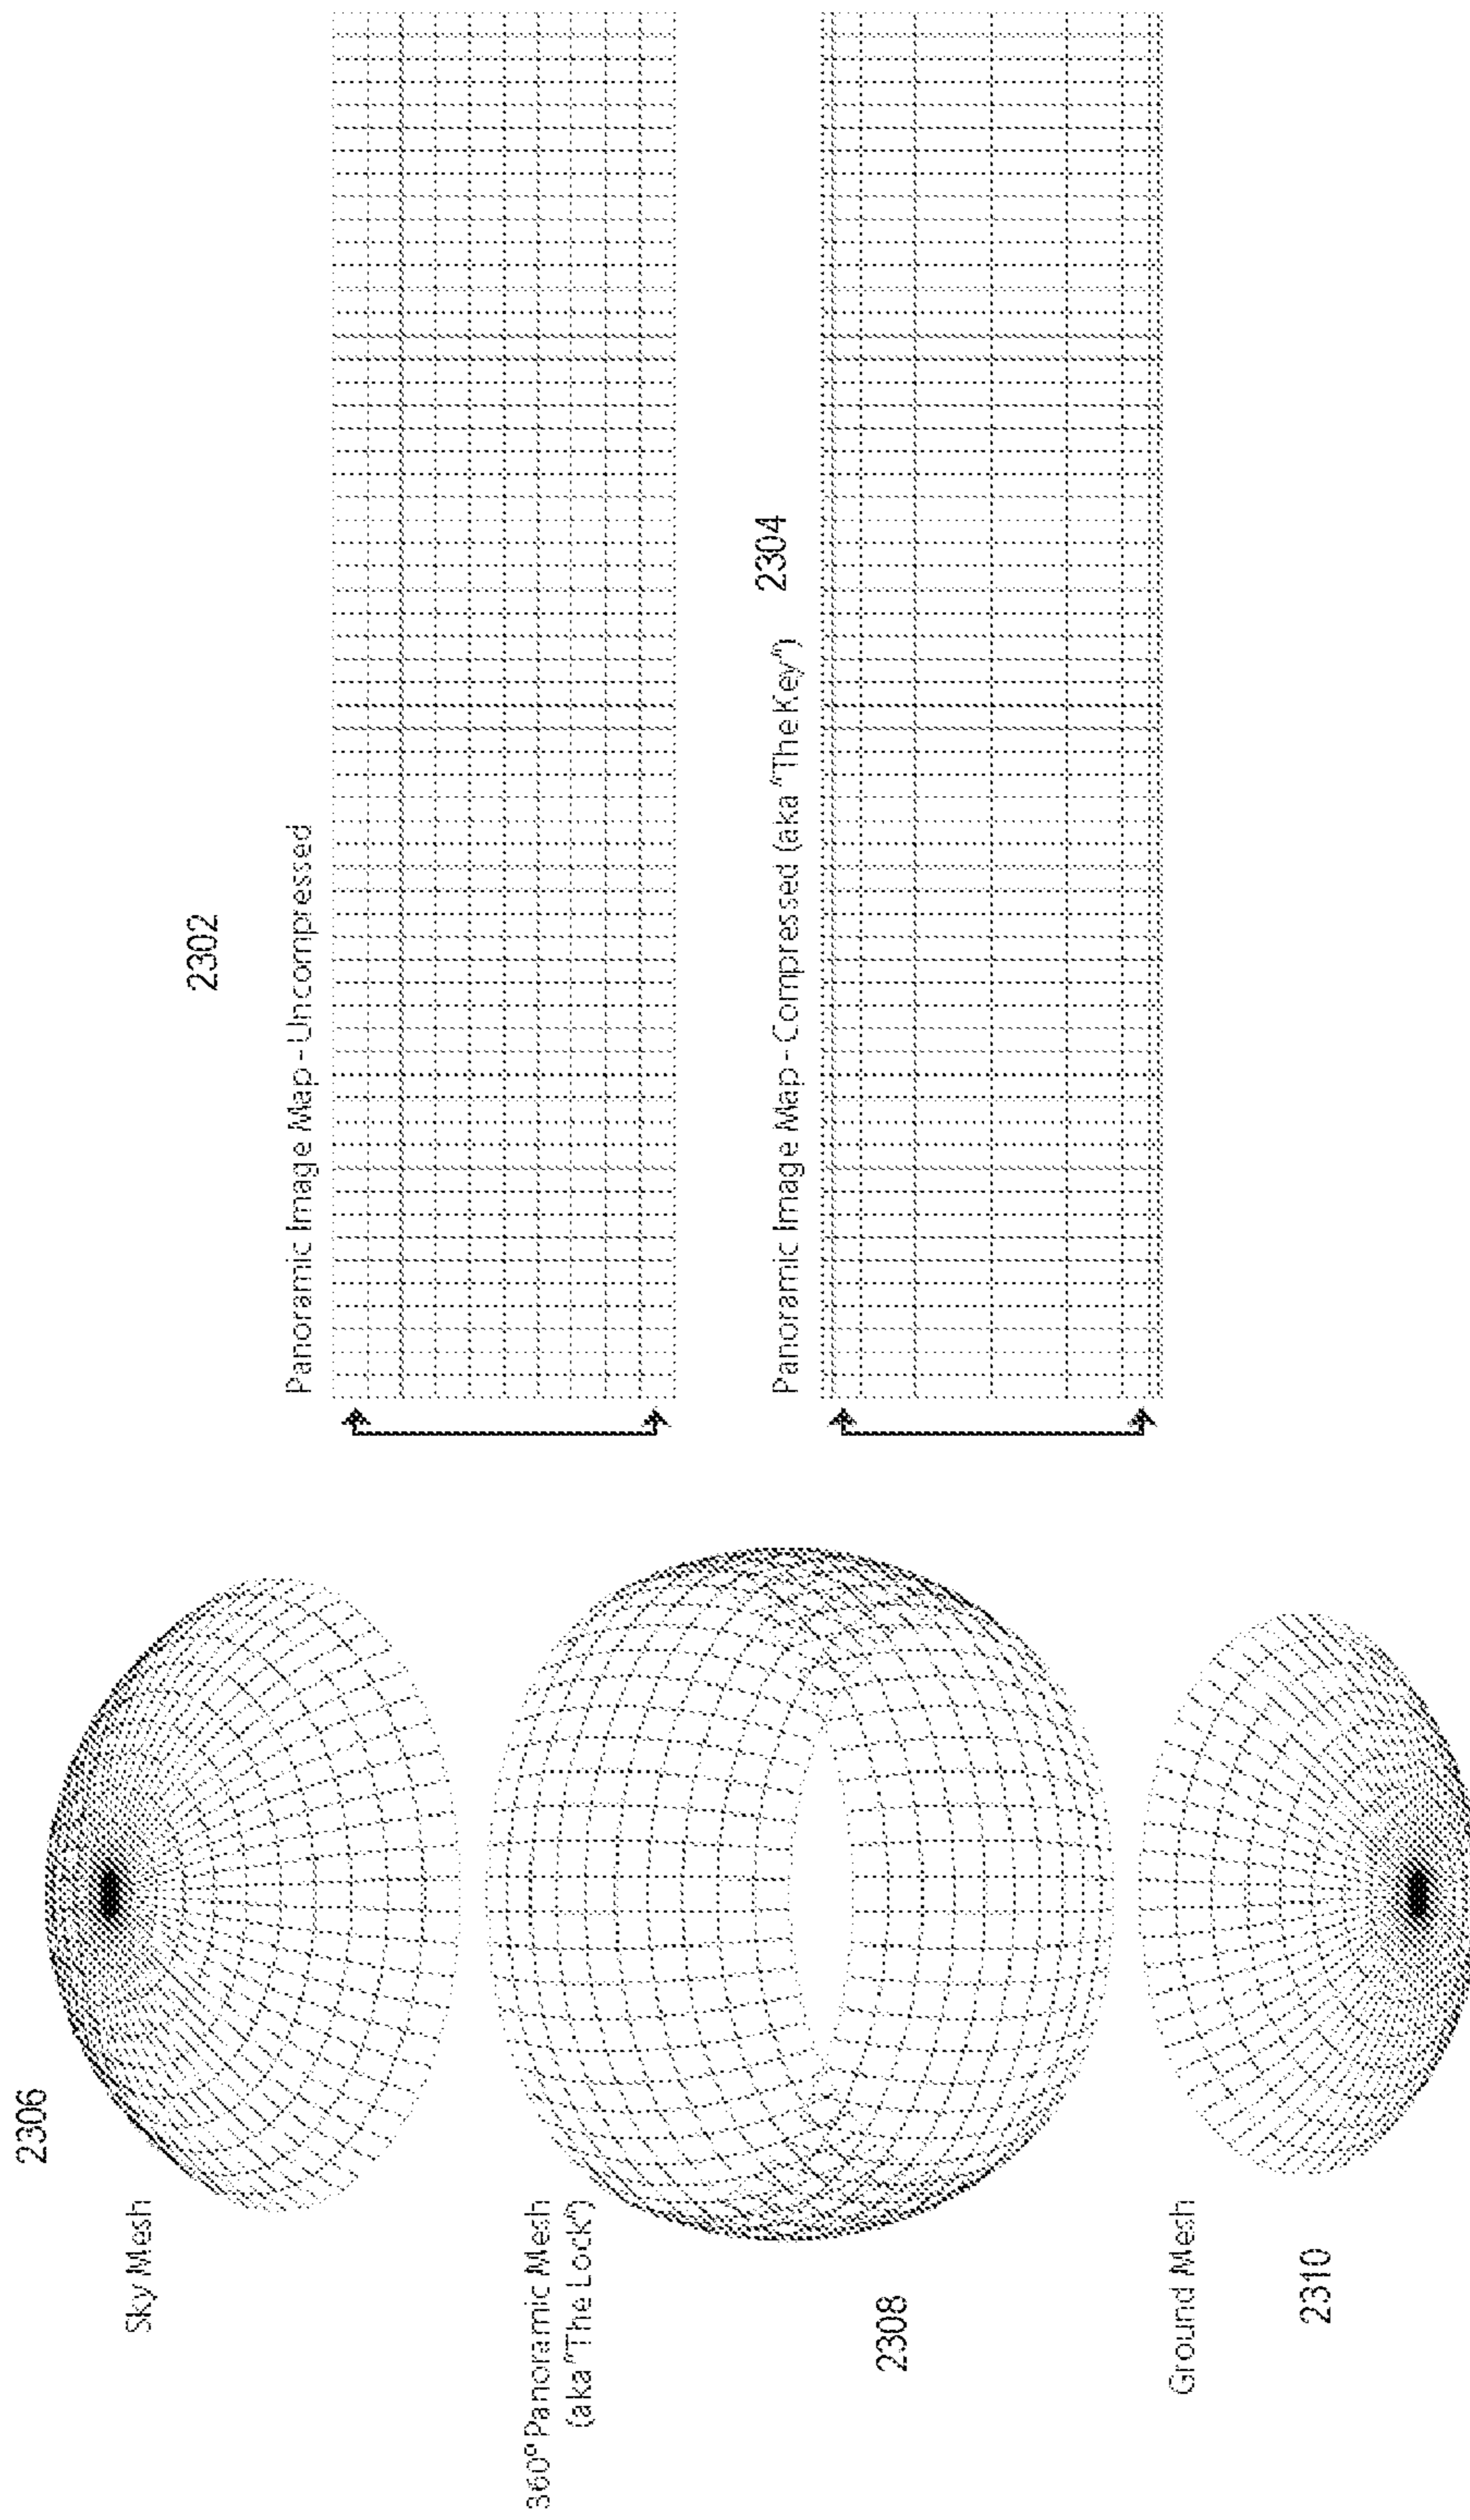 2306
Sky Mesh
360º Panoramic Mesh
(aka "The Lock")
2308
Ground Mesh
2310
2302
Panoramic Image Map - Uncompressed
Panoramic Image Map - Compressed (aka "The Key")
2304